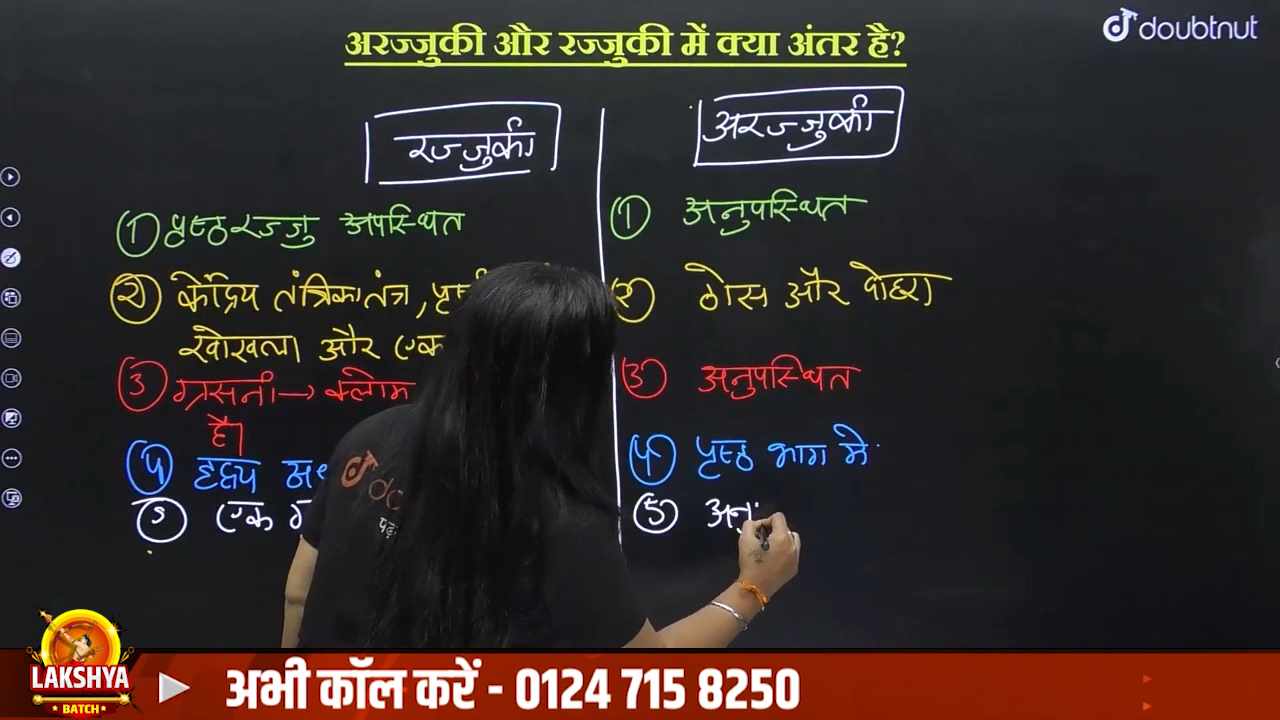 doubtnut
अरज्जुकी और रज्जुकी में क्या अंतर है?
रज्जुकी
① पृष्ठरज्जु उपस्थित
② केंद्रिय तंत्रिकातंत्र,
खोखला और एक
③ ग्रसनी → क्लोम
है।
④ हृदय
⑤ एक
अरज्जुकी
① अनुपस्थित
② ठोस और दोहरा
③ अनुपस्थित
④ पृष्ठ भाग में
⑤ अनु
LAKSHYA
BATCH
अभी कॉल करें - 0124 715 8250